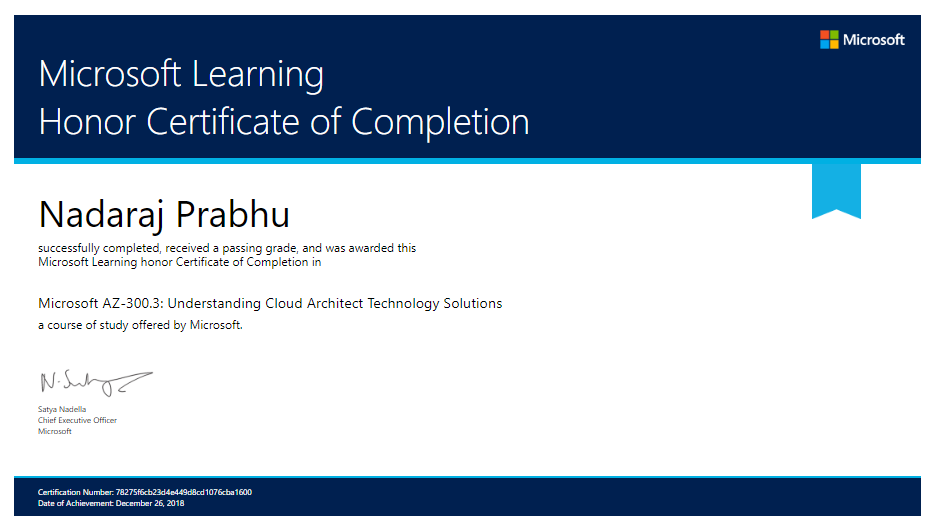 Microsoft
Microsoft Learning
Honor Certificate of Completion
Nadaraj Prabhu
successfully completed, received a passing grade, and was awarded this
Microsoft Learning honor Certificate of Completion in
Microsoft AZ-300.3: Understanding Cloud Architect Technology Solutions
a course of study offered by Microsoft.
Satya Nadella
Chief Executive Officer
Microsoft
Certification Number: 78275f6cb23d4e449d8cd1076cba1600
Date of Achievement: December 26, 2018